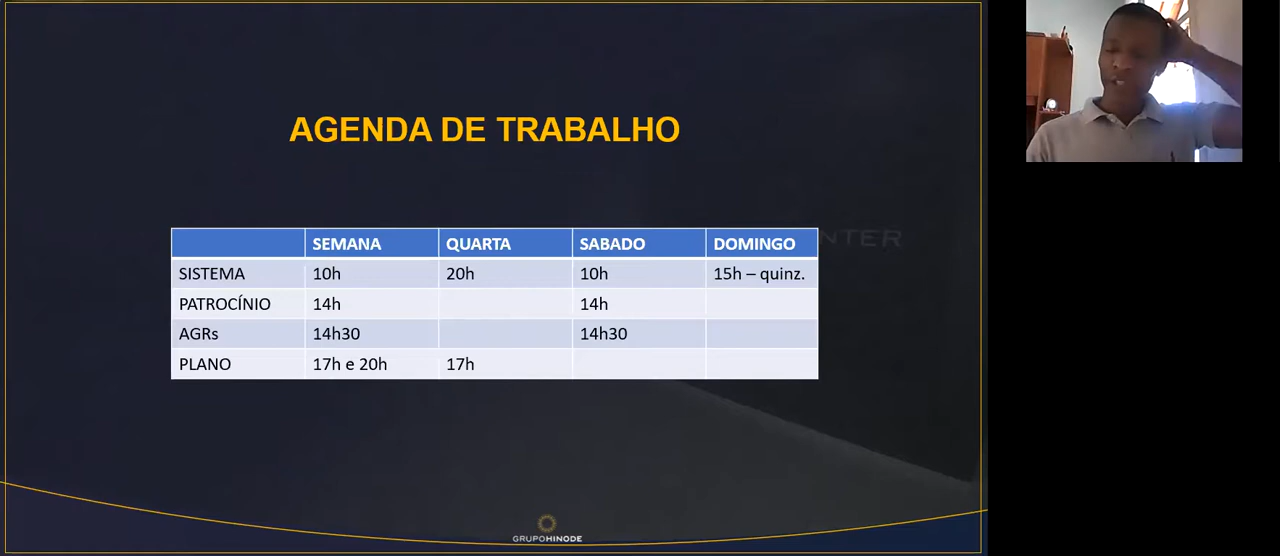 AGENDA DE TRABALHO
SEMANA QUARTA SABADO DOMINGO
SISTEMA 10h 20h 10h 15h – quinz.
PATROCÍNIO 14h 14h
AGRs 14h30 14h30
PLANO 17h e 20h 17h
GRUPOHINODE